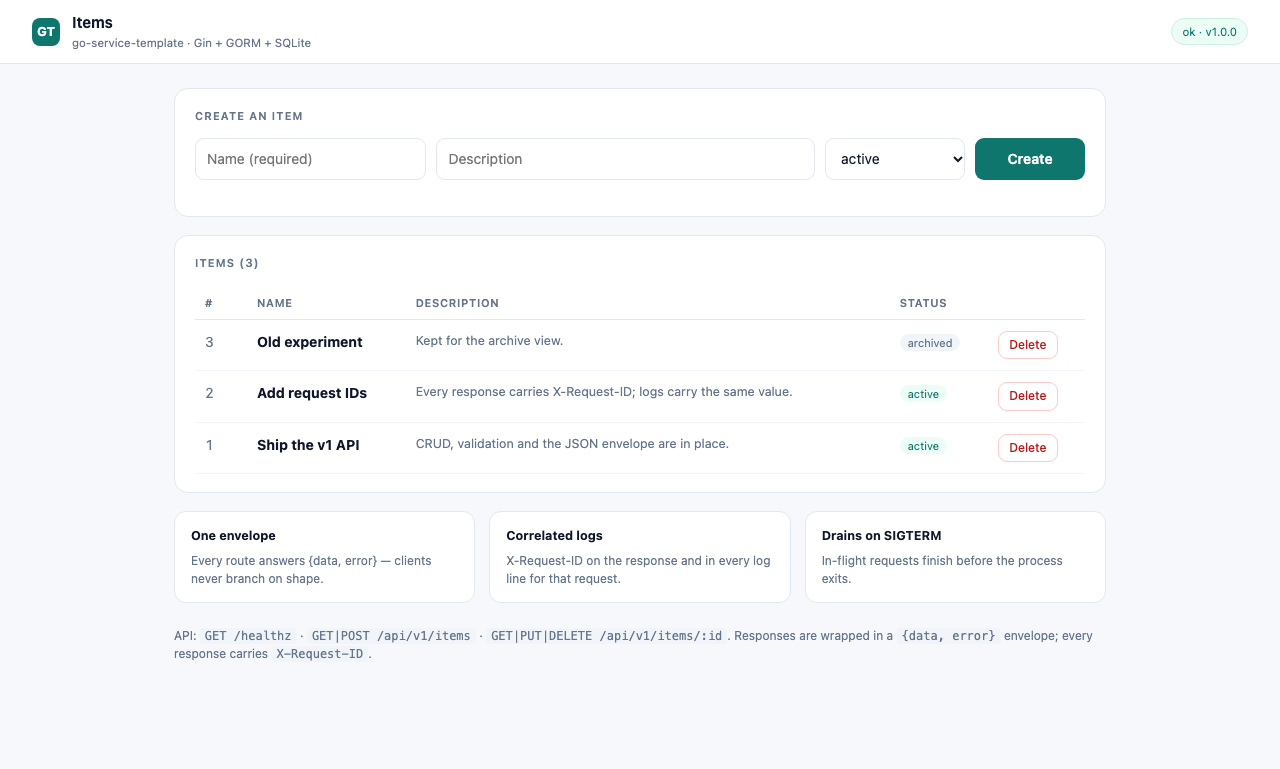 GT
Items
go-service-template · Gin + GORM + SQLite
ok · v1.0.0
CREATE AN ITEM
Name (required)
Description
active
Create
ITEMS (3)
# NAME DESCRIPTION STATUS
3 Old experiment Kept for the archive view. archived Delete
2 Add request IDs Every response carries X-Request-ID; logs carry the same value. active Delete
1 Ship the v1 API CRUD, validation and the JSON envelope are in place. active Delete
One envelope
Every route answers {data, error} — clients
never branch on shape.
Correlated logs
X-Request-ID on the response and in every log
line for that request.
Drains on SIGTERM
In-flight requests finish before the process
exits.
API: GET /healthz · GET|POST /api/v1/items · GET|PUT|DELETE /api/v1/items/:id . Responses are wrapped in a {data, error} envelope; every
response carries X-Request-ID .